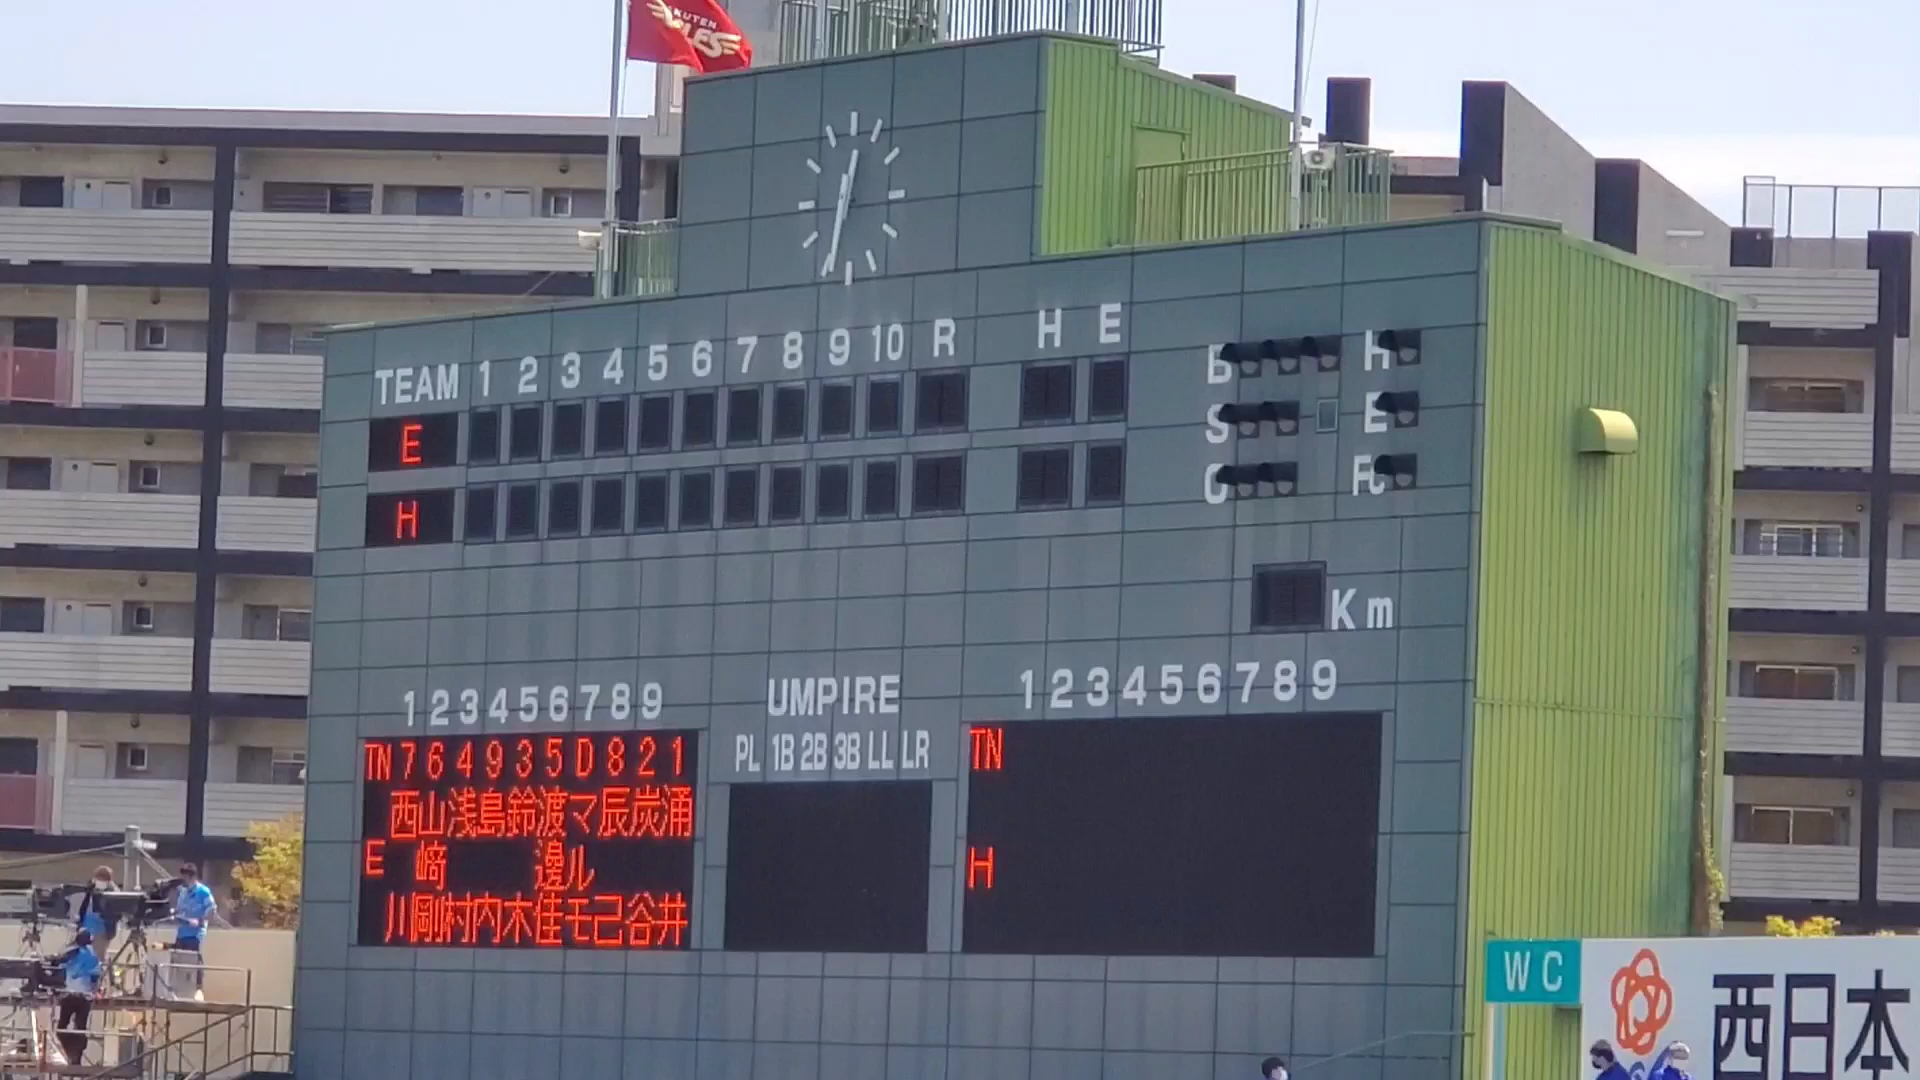 TEAM 1 2 3 4 5 6 7 8 9 10 R H E
E
H
B H
S E
Fc
Km
1 2 3 4 5 6 7 8 9
UMPIRE
1 2 3 4 5 6 7 8 9
PL 1B 2B 3B LL LR
TN 7 6 4 9 3 5 D 8 2 1
西山浅島鈴渡マ辰炭涌
E 﨑 邊ル
川剛村内木佳モ己谷井
TN
H
WC
西日本